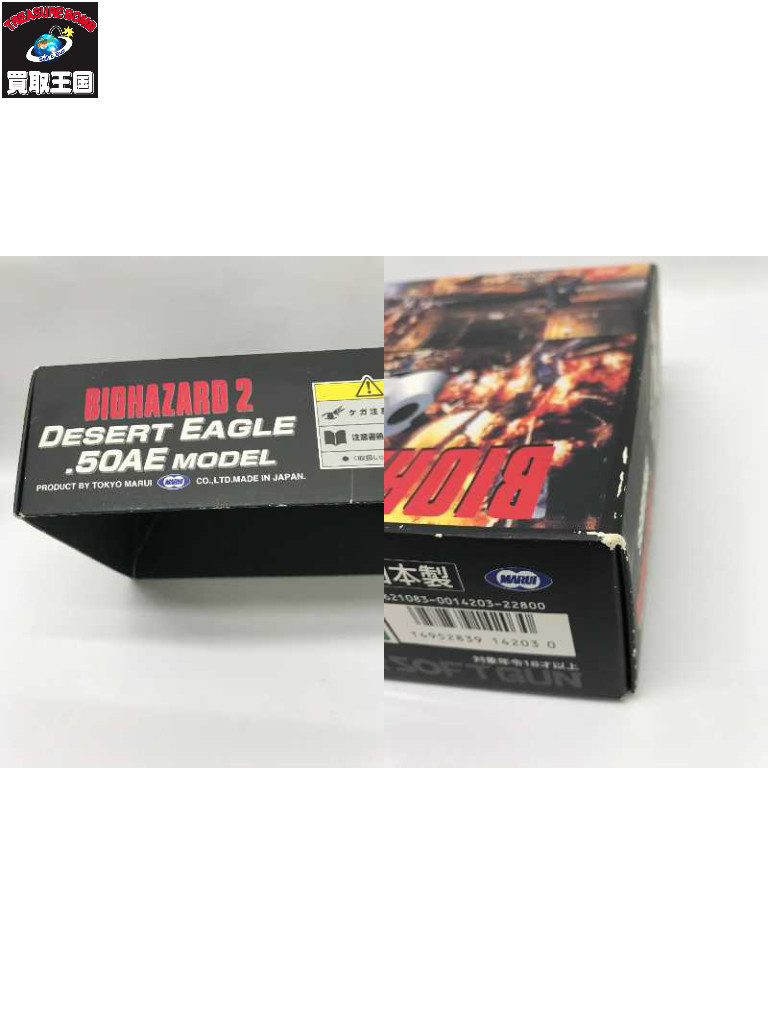 TREASURE BOMB
買取王国
BIOHAZARD 2
DESERT EAGLE
.50AE MODEL
PRODUCT BY TOKYO MARUI MARUI CO.,LTD.MADE IN JAPAN.
ケガ注意
注意書
BIOH
本製 MARUI
621083-0014203-22800
T4952839 14203 0
対象年令18才以上
SOFTGUN